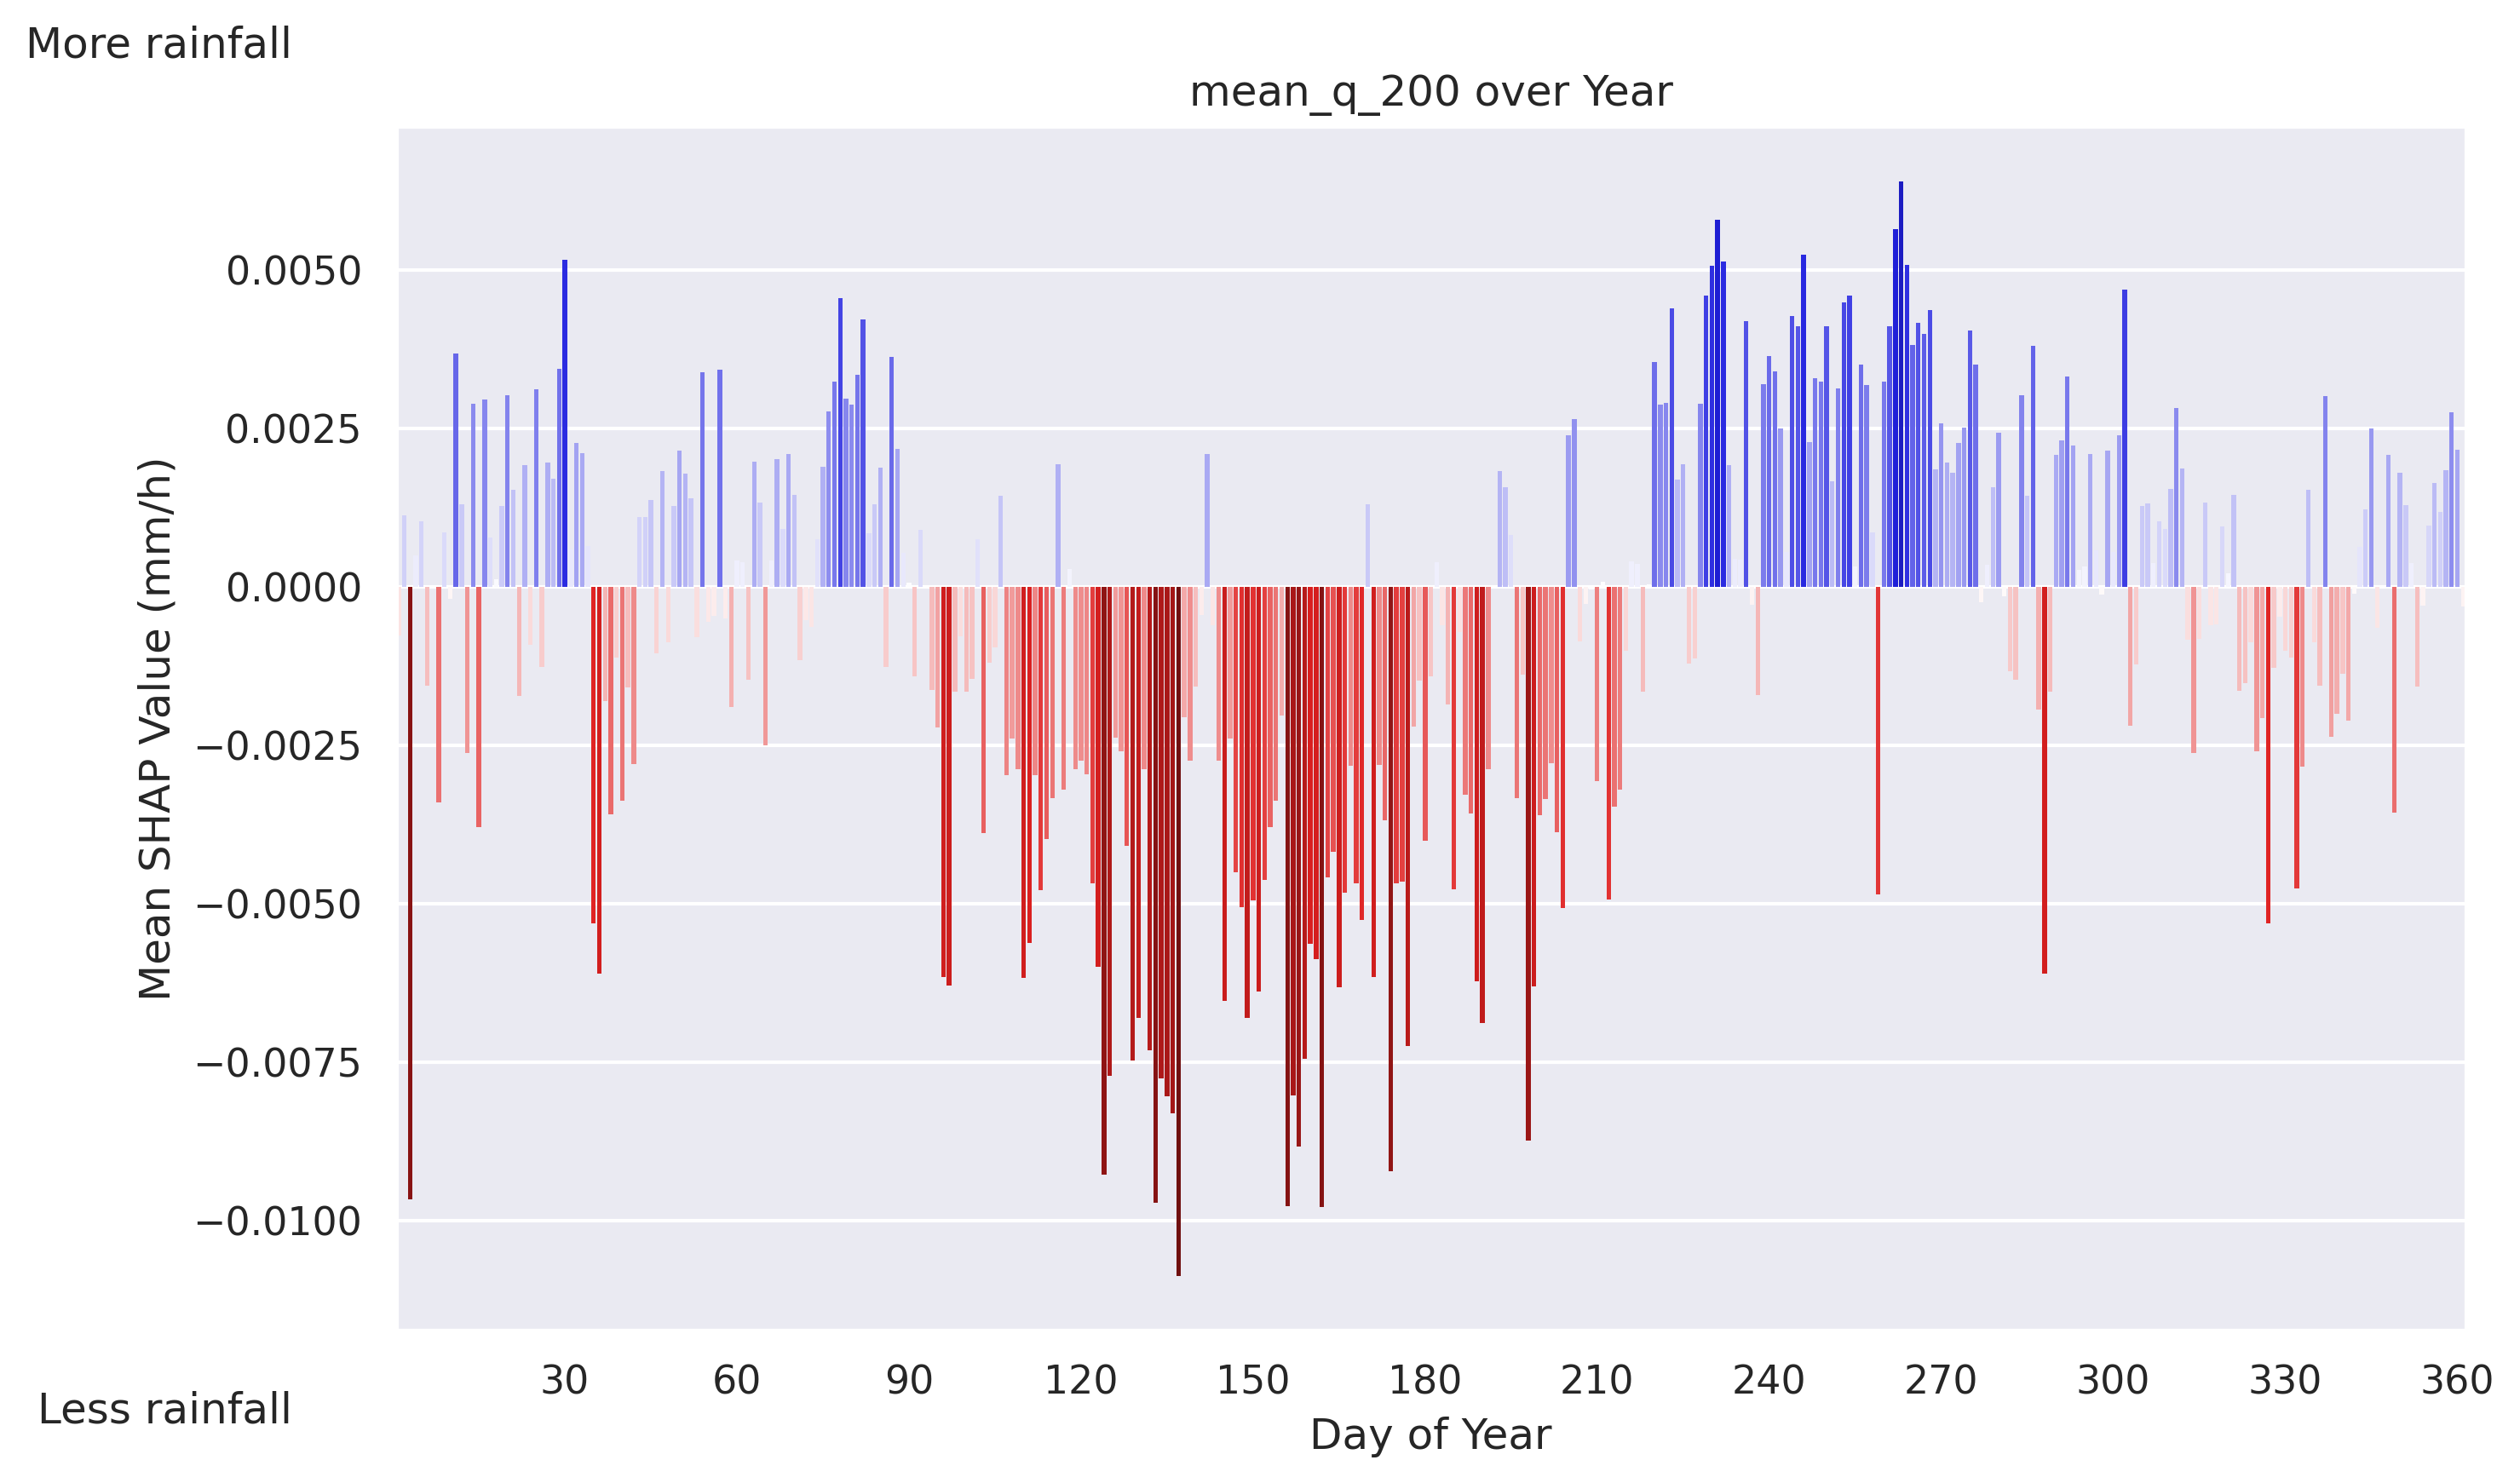 More rainfall
mean_q_200 over Year
Mean SHAP Value (mm/h)
0.0050
0.0025
0.0000
−0.0025
−0.0050
−0.0075
−0.0100
30 60 90 120 150 180 210 240 270 300 330 360
Less rainfall
Day of Year